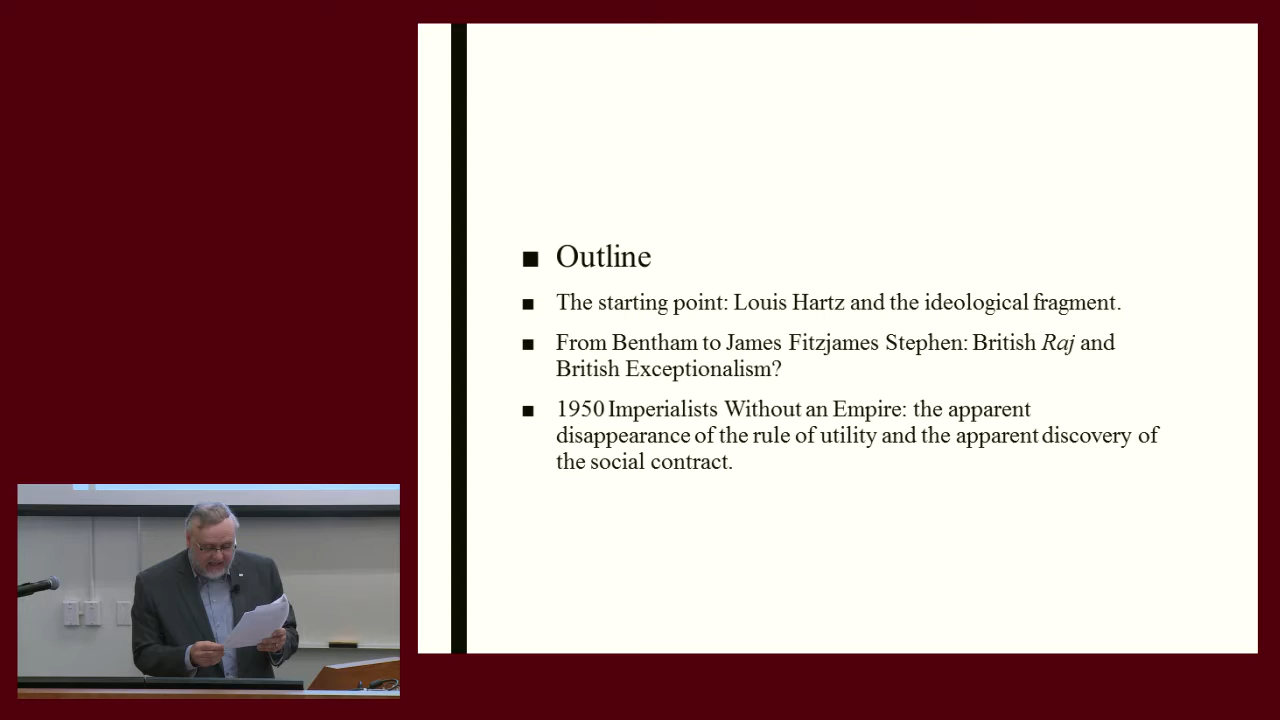 Outline
The starting point: Louis Hartz and the ideological fragment.
From Bentham to James Fitzjames Stephen: British Raj and
British Exceptionalism?
1950 Imperialists Without an Empire: the apparent
disappearance of the rule of utility and the apparent discovery of
the social contract.